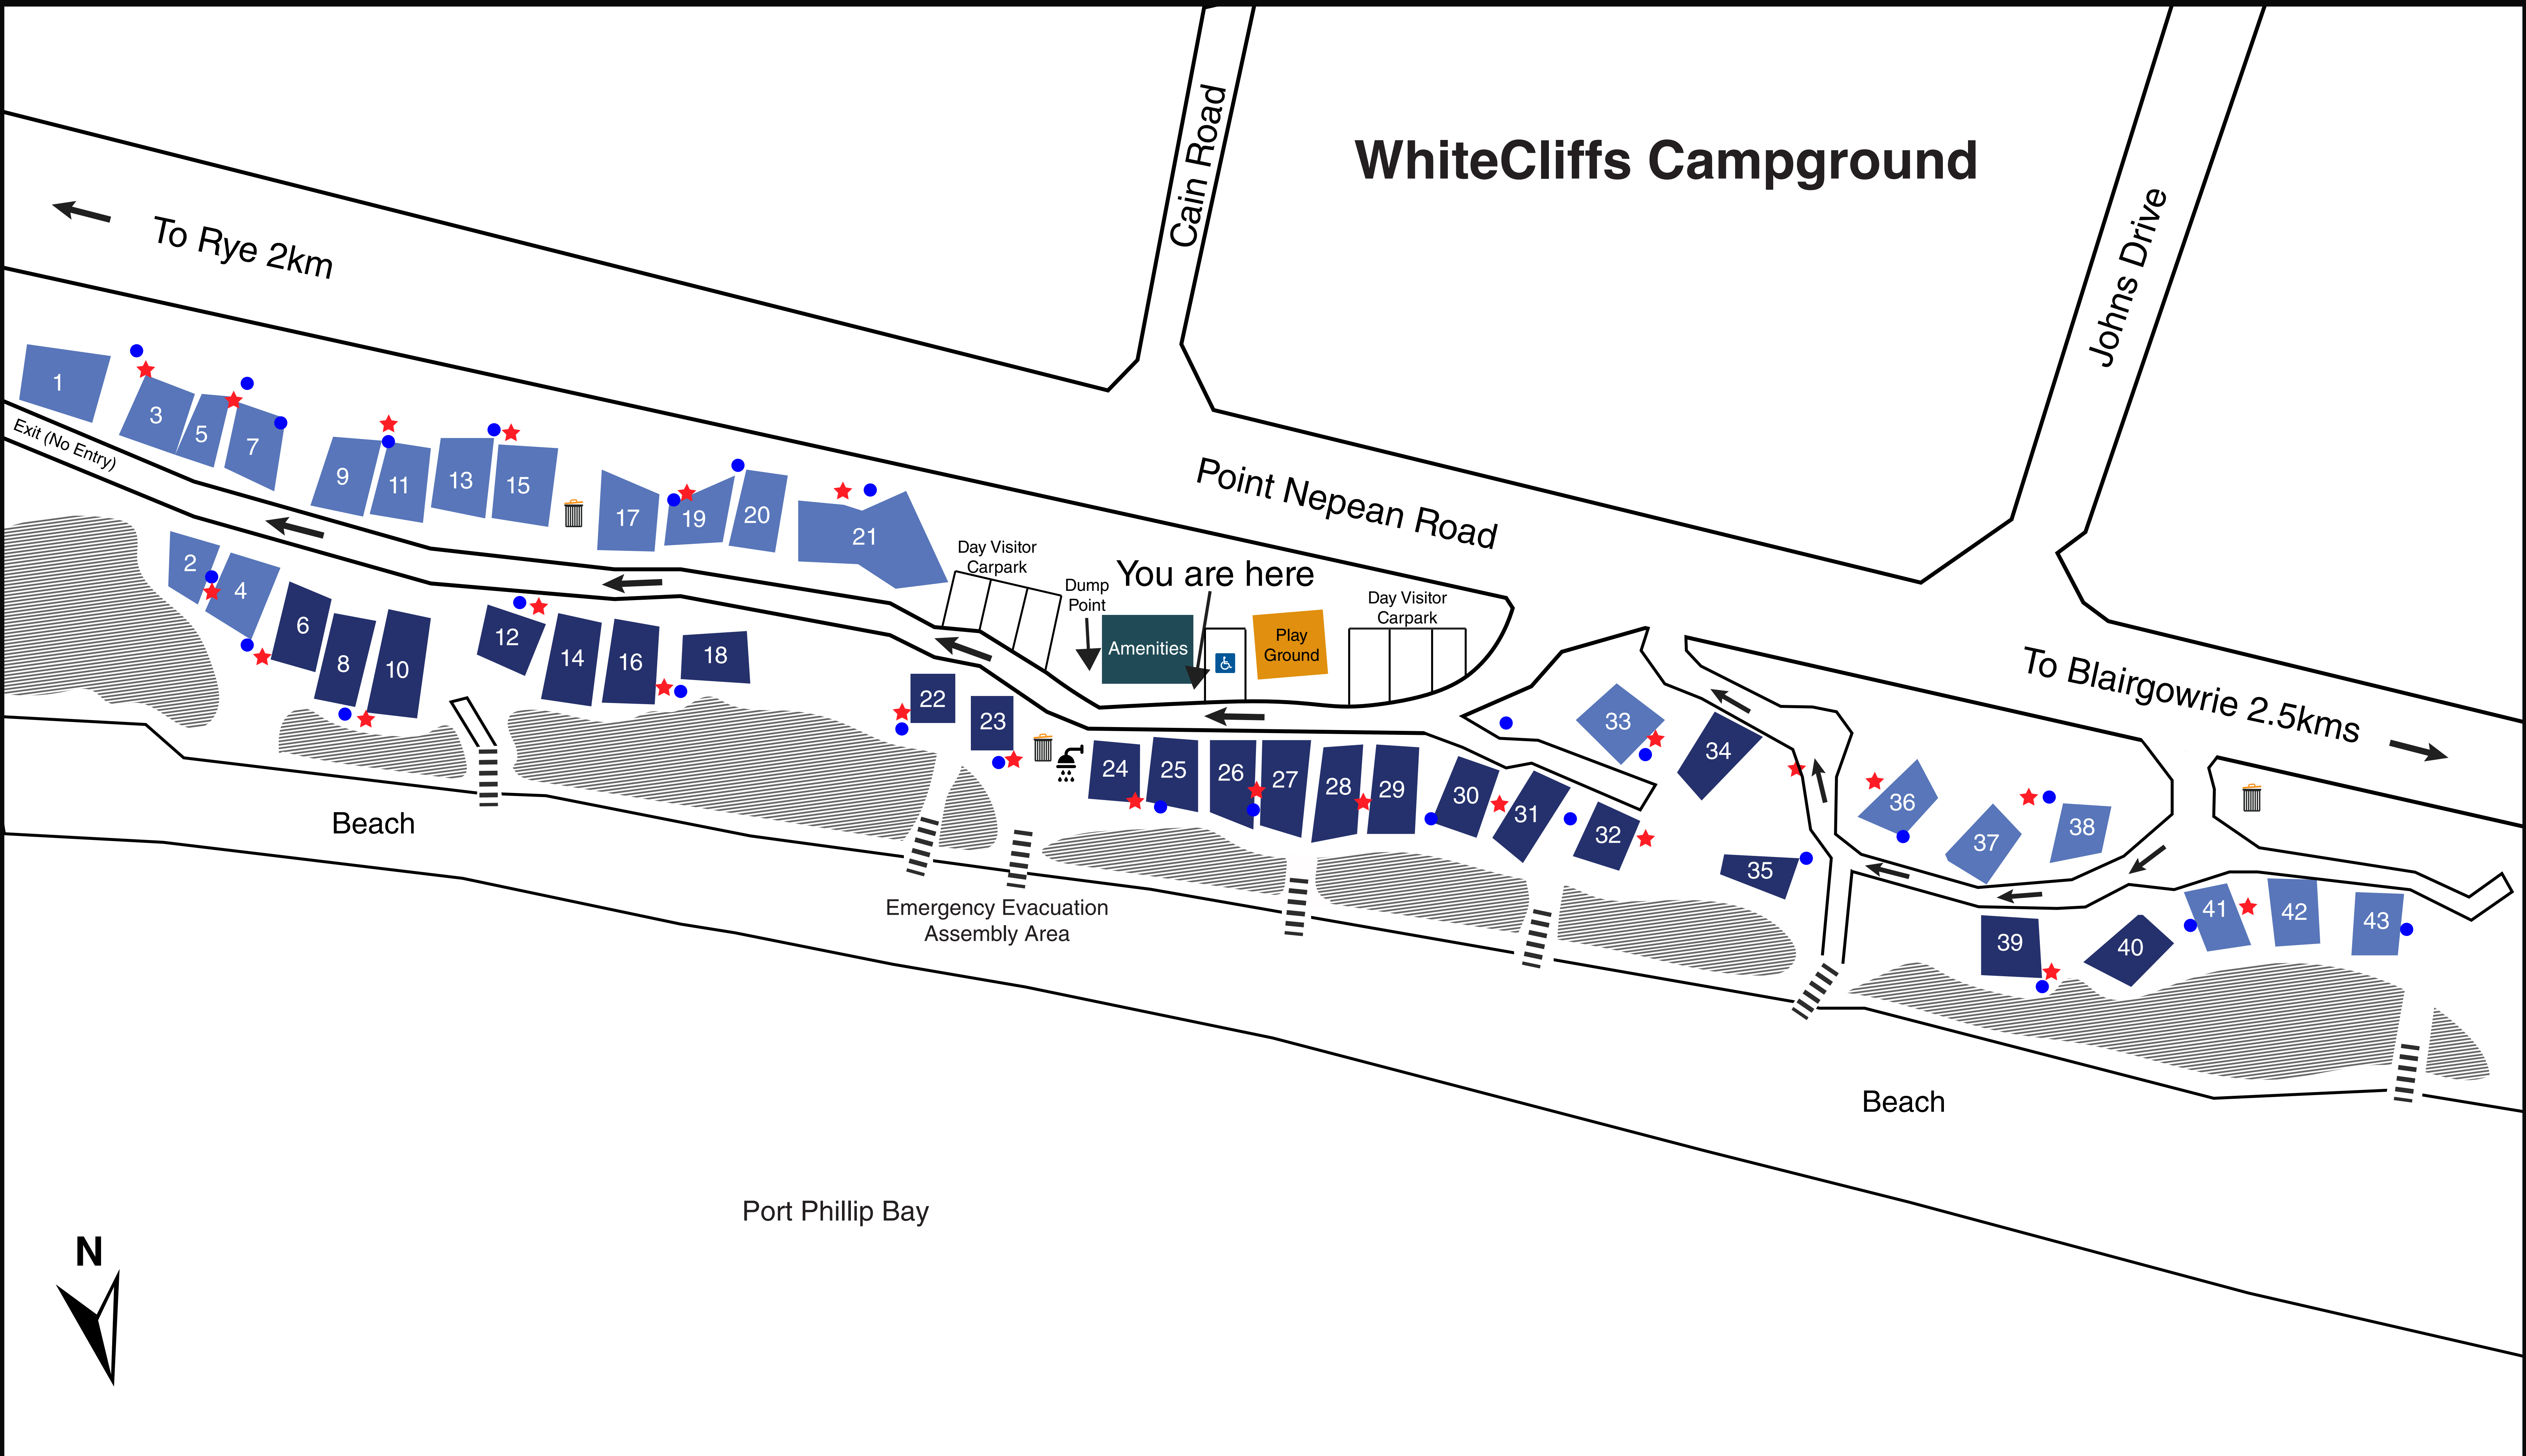 WhiteCliffs Campground
Cain Road
Johns Drive
To Rye 2km
Point Nepean Road
To Blairgowrie 2.5kms
Exit (No Entry)
1
3
5
7
9
11
13
15
17
19
20
21
Day Visitor
Carpark
Dump
Point
You are here
Amenities
Play
Ground
Day Visitor
Carpark
2
4
6
8
10
12
14
16
18
22
23
24
25
26
27
28
29
30
31
32
33
34
35
36
37
38
39
40
41
42
43
Beach
Emergency Evacuation
Assembly Area
Beach
Port Phillip Bay
N